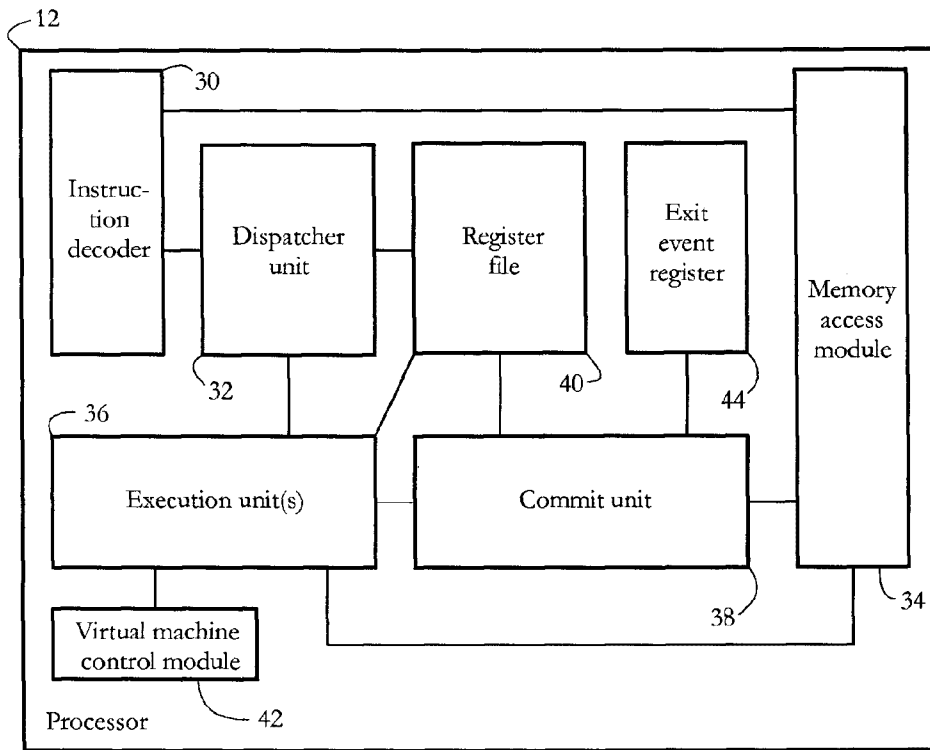 12
30
Instruc-
tion
decoder
Dispatcher
unit
Register
file
Exit
event
register
Memory
access
module
32
40
44
36
Execution unit(s)
Commit unit
38
34
Virtual machine
control module
42
Processor